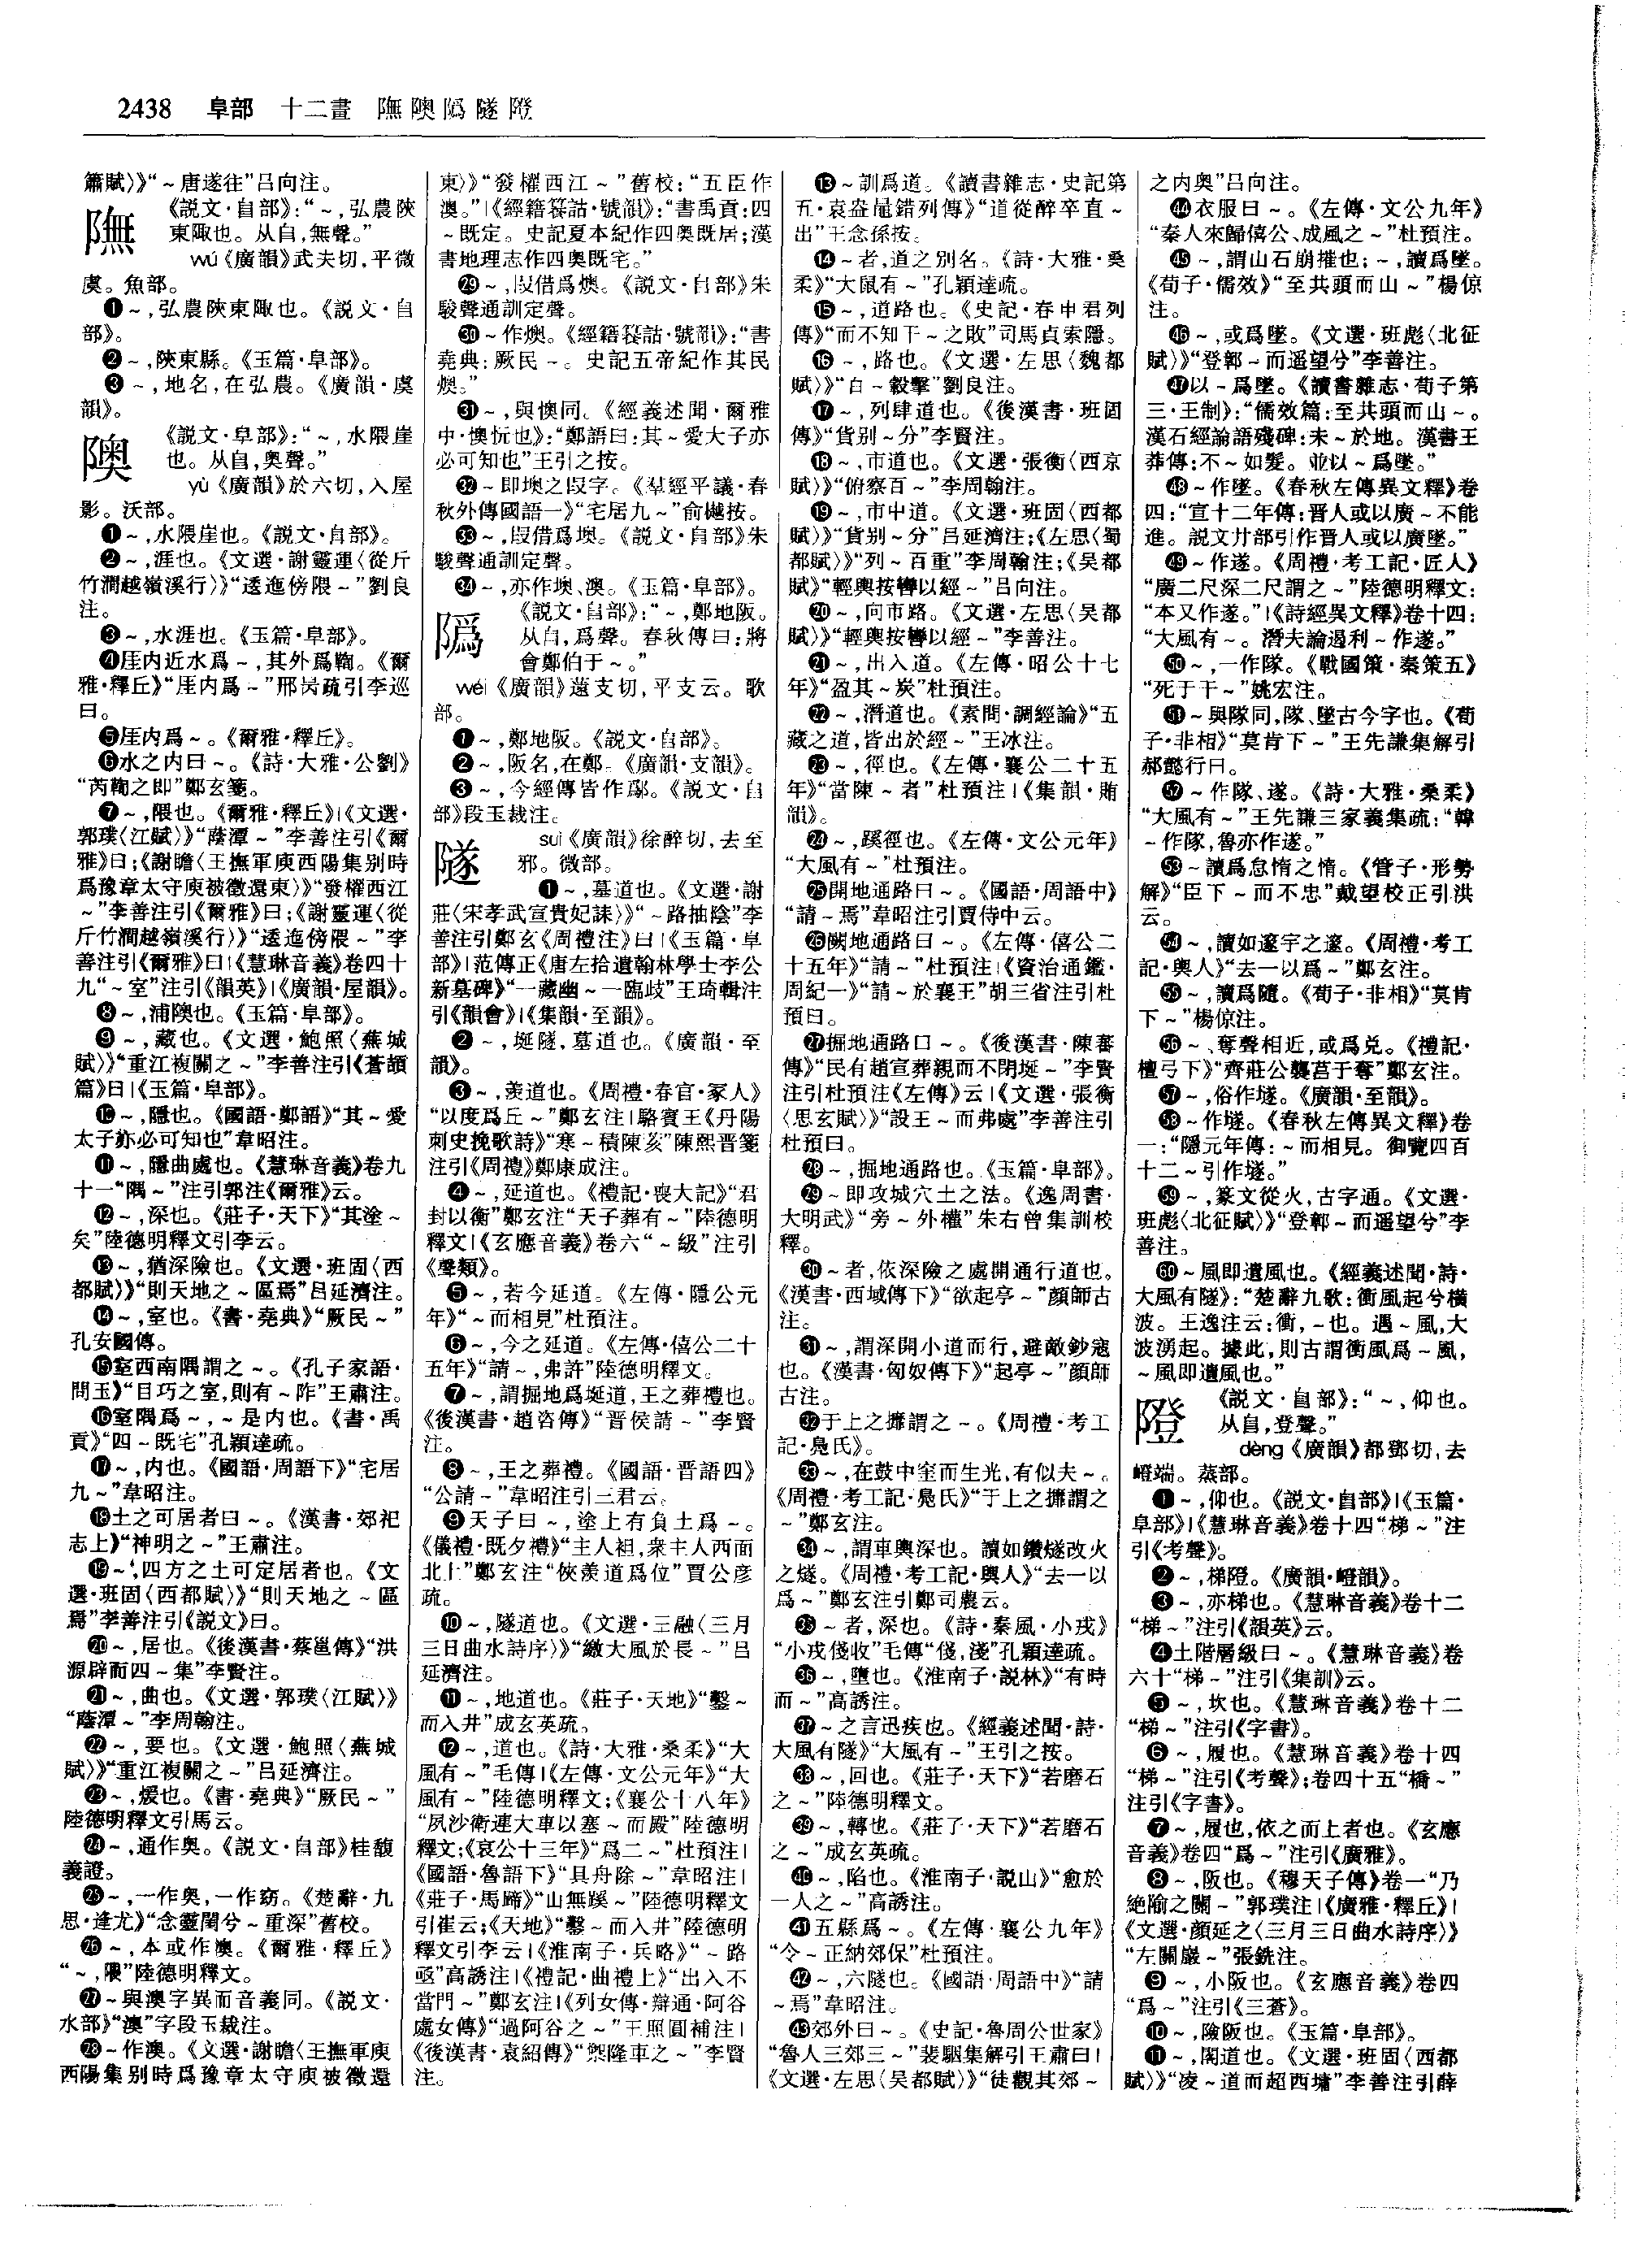 2438 阜部 十二畫 隵隩隔隧隥
簫賦〉》“～唐遂往”吕向注。
隵
《説文·𨸏部》：“～，弘農陝
東陬也。从𨸏，無聲。”
wú《廣韻》武夫切，平微
虞。魚部。
❶～，弘農陝東陬也。《説文·𨸏
部》。
❷～，陝東縣。《玉篇·阜部》。
❸～，地名，在弘農。《廣韻·虞
韻》。
隩
《説文·阜部》：“～，水隈崖
也。从𨸏，奥聲。”
yù《廣韻》於六切，入屋
影。沃部。
❶～，水隈崖也。《説文·𨸏部》。
❷～，涯也。《文選·謝靈運〈從斤
竹澗越嶺溪行〉》“逶迤傍隈～”劉良
注。
❸～，水涯也。《玉篇·阜部》。
❹厓内近水爲～，其外爲鞫。《爾
雅·釋丘》“厓内爲～”邢昺疏引李巡
曰。
❺厓内爲～。《爾雅·釋丘》。
❻水之内曰～。《詩·大雅·公劉》
“芮鞫之即”鄭玄箋。
❼～，隈也。《爾雅·釋丘》|《文選·
郭璞〈江賦〉》“蔭潭～”李善注引《爾
雅》曰；《謝瞻〈王撫軍庾西陽集别時
爲豫章太守庾被徵還東〉》“發櫂西江
～”李善注引《爾雅》曰；《謝靈運〈從
斤竹澗越嶺溪行〉》“逶迤傍隈～”李
善注引《爾雅》曰|《慧琳音義》卷四十
九“～室”注引《韻英》|《廣韻·屋韻》。
❽～，浦隩也。《玉篇·阜部》。
❾～，藏也。《文選·鮑照〈蕪城
賦〉》“重江複關之～”李善注引《蒼頡
篇》曰|《玉篇·阜部》。
❿～，隱也。《國語·鄭語》“其～愛
太子亦必可知也”韋昭注。
⓫～，隱曲處也。《慧琳音義》卷九
十一“隅～”注引郭注《爾雅》云。
⓬～，深也。《莊子·天下》“其塗～
矣”陸德明釋文引李云。
⓭～，猶深險也。《文選·班固〈西
都賦〉》“則天地之～區焉”吕延濟注。
⓮～，室也。《書·堯典》“厥民～”
孔安國傳。
⓯室西南隅謂之～。《孔子家語·
問玉》“目巧之室，則有～阼”王肅注。
⓰室隅爲～，～是内也。《書·禹
貢》“四～既宅”孔穎達疏。
⓱～，内也。《國語·周語下》“宅居
九～”韋昭注。
⓲土之可居者曰～。《漢書·郊祀
志上》“神明之～”王肅注。
⓳～，四方之土可定居者也。《文
選·班固〈西都賦〉》“則天地之～區
焉”李善注引《説文》曰。
⓴～，居也。《後漢書·蔡邕傳》“洪
源辟而四～集”李賢注。
㉑～，曲也。《文選·郭璞〈江賦〉》
“蔭潭～”李周翰注。
㉒～，要也。《文選·鮑照〈蕪城
賦〉》“重江複關之～”吕延濟注。
㉓～，煖也。《書·堯典》“厥民～”
陸德明釋文引馬云。
㉔～，通作奥。《説文·𨸏部》桂馥
義證。
㉕～，一作奥，一作窈。《楚辭·九
思·逢尤》“念靈閨兮～重深”舊校。
㉖～，本或作澳。《爾雅·釋丘》
“～，隈”陸德明釋文。
㉗～與澳字異而音義同。《説文·
水部》“澳”字段玉裁注。
㉘～作澳。《文選·謝瞻〈王撫軍庾
西陽集别時爲豫章太守庾被徵還
東〉》“發櫂西江～”舊校：“五臣作
澳。”|《經籍籑詁·號韻》：“書禹貢：四
～既定。史記夏本紀作四奥既居；漢
書地理志作四奥既宅。”
㉙～，叚借爲燠。《説文·𨸏部》朱
駿聲通訓定聲。
㉚～作燠。《經籍籑詁·號韻》：“書
堯典：厥民～。史記五帝紀作其民
燠。”
㉛～，與懊同。《經義述聞·爾雅
中·懊忨也》：“鄭語曰：其～愛大子亦
必可知也”王引之按。
㉜～即墺之叚字。《羣經平議·春
秋外傳國語一》“宅居九～”俞樾按。
㉝～，叚借爲墺。《説文·𨸏部》朱
駿聲通訓定聲。
㉞～，亦作墺、澳。《玉篇·阜部》。
隔
《説文·𨸏部》：“～，鄭地阪。
从𨸏，爲聲。春秋傳曰：將
會鄭伯于～。”
wéi《廣韻》薳支切，平支云。歌
部。
❶～，鄭地阪。《説文·𨸏部》。
❷～，阪名，在鄭。《廣韻·支韻》。
❸～，今經傳皆作鄬。《説文·𨸏
部》段玉裁注。
隧
suì《廣韻》徐醉切，去至
邪。微部。
❶～，墓道也。《文選·謝
莊〈宋孝武宣貴妃誄〉》“～路抽陰”李
善注引鄭玄《周禮注》曰|《玉篇·阜
部》|范傳正《唐左拾遺翰林學士李公
新墓碑》“一藏幽～一臨歧”王琦輯注
引《韻會》|《集韻·至韻》。
❷～，埏隧，墓道也。《廣韻·至
韻》。
❸～，羨道也。《周禮·春官·冢人》
“以度爲丘～”鄭玄注|駱賓王《丹陽
刺史挽歌詩》“寒～積陳荄”陳熙晉箋
注引《周禮》鄭康成注。
❹～，延道也。《禮記·喪大記》“君
封以衡”鄭玄注“天子葬有～”陸德明
釋文|《玄應音義》卷六“～級”注引
《聲類》。
❺～，若今延道。《左傳·隱公元
年》“～而相見”杜預注。
❻～，今之延道。《左傳·僖公二十
五年》“請～，弗許”陸德明釋文。
❼～，謂掘地爲埏道，王之葬禮也。
《後漢書·趙咨傳》“晉侯請～”李賢
注。
❽～，王之葬禮。《國語·晉語四》
“公請～”韋昭注引三君云。
❾天子曰～，塗上有負土爲～。
《儀禮·既夕禮》“主人袒，衆主人西面
北上”鄭玄注“俠羨道爲位”賈公彦
疏。
❿～，隧道也。《文選·王融〈三月
三日曲水詩序〉》“繳大風於長～”吕
延濟注。
⓫～，地道也。《莊子·天地》“鑿～
而入井”成玄英疏。
⓬～，道也。《詩·大雅·桑柔》“大
風有～”毛傳|《左傳·文公元年》“大
風有～”陸德明釋文；《襄公十八年》
“夙沙衛連大車以塞～而殿”陸德明
釋文；《哀公十三年》“爲二～”杜預注|
《國語·魯語下》“具舟除～”韋昭注|
《莊子·馬蹄》“山無蹊～”陸德明釋文
引崔云；《天地》“鑿～而入井”陸德明
釋文引李云|《淮南子·兵略》“～路
亟”高誘注|《禮記·曲禮上》“出入不
當門～”鄭玄注|《列女傳·辯通·阿谷
處女傳》“過阿谷之～”王照圓補注|
《後漢書·袁紹傳》“槼隆車之～”李賢
注。
⓭～訓爲道。《讀書雜志·史記第
五·袁盎鼂錯列傳》“道從醉卒直～
出”王念孫按。
⓮～者，道之别名。《詩·大雅·桑
柔》“大風有～”孔穎達疏。
⓯～，道路也。《史記·春申君列
傳》“而不知干～之敗”司馬貞索隱。
⓰～，路也。《文選·左思〈魏都
賦〉》“白～轂擊”劉良注。
⓱～，列肆道也。《後漢書·班固
傳》“貨别～分”李賢注。
⓲～，市道也。《文選·張衡〈西京
賦〉》“俯察百～”李周翰注。
⓳～，市中道。《文選·班固〈西都
賦〉》“貨别～分”吕延濟注；《左思〈蜀
都賦〉》“列～百重”李周翰注；《吴都
賦》“輕輿按轡以經～”吕向注。
⓴～，向市路。《文選·左思〈吴都
賦〉》“輕輿按轡以經～”李善注。
㉑～，出入道。《左傳·昭公十七
年》“盈其～炭”杜預注。
㉒～，潛道也。《素問·調經論》“五
藏之道，皆出於經～”王冰注。
㉓～，徑也。《左傳·襄公二十五
年》“當陳～者”杜預注|《集韻·賄
韻》。
㉔～，蹊徑也。《左傳·文公元年》
“大風有～”杜預注。
㉕開地通路曰～。《國語·周語中》
“請～焉”韋昭注引賈侍中云。
㉖闕地通路曰～。《左傳·僖公二
十五年》“請～”杜預注|《資治通鑑·
周紀一》“請～於襄王”胡三省注引杜
預曰。
㉗掘地通路曰～。《後漢書·陳蕃
傳》“民有趙宣葬親而不閉埏～”李賢
注引杜預注《左傳》云|《文選·張衡
〈思玄賦〉》“設王～而弗處”李善注引
杜預曰。
㉘～，掘地通路也。《玉篇·阜部》。
㉙～即攻城穴土之法。《逸周書·
大明武》“旁～外權”朱右曾集訓校
釋。
㉚～者，依深險之處開通行道也。
《漢書·西域傳下》“欲起亭～”顔師古
注。
㉛～，謂深開小道而行，避敵鈔寇
也。《漢書·匈奴傳下》“起亭～”顔師
古注。
㉜于上之攠謂之～。《周禮·考工
記·鳧氏》。
㉝～，在鼓中窐而生光，有似夫～。
《周禮·考工記·鳧氏》“于上之攠謂之
～”鄭玄注。
㉞～，謂車輿深也。讀如鑽燧改火
之燧。《周禮·考工記·輿人》“去一以
爲～”鄭玄注引鄭司農云。
㉟～者，深也。《詩·秦風·小戎》
“小戎俴收”毛傳“俴，淺”孔穎達疏。
㊱～，墮也。《淮南子·説林》“有時
而～”高誘注。
㊲～之言迅疾也。《經義述聞·詩·
大風有隧》“大風有～”王引之按。
㊳～，回也。《莊子·天下》“若磨石
之～”陸德明釋文。
㊴～，轉也。《莊子·天下》“若磨石
之～”成玄英疏。
㊵～，陷也。《淮南子·説山》“愈於
一人之～”高誘注。
㊶五縣爲～。《左傳·襄公九年》
“令～正納郊保”杜預注。
㊷～，六隧也。《國語·周語中》“請
～焉”韋昭注。
㊸郊外曰～。《史記·魯周公世家》
“魯人三郊三～”裴駰集解引王肅曰|
《文選·左思〈吴都賦〉》“徒觀其郊～
之内奥”吕向注。
㊹衣服曰～。《左傳·文公九年》
“秦人來歸僖公、成風之～”杜預注。
㊺～，謂山石崩摧也；～，讀爲墜。
《荀子·儒效》“至共頭而山～”楊倞
注。
㊻～，或爲墜。《文選·班彪〈北征
賦〉》“登鄣～而遥望兮”李善注。
㊼以～爲墜。《讀書雜志·荀子第
三·王制》：“儒效篇：至共頭而山～。
漢石經論語殘碑：未～於地。漢書王
莽傳：不～如髮。並以～爲墜。”
㊽～作墜。《春秋左傳異文釋》卷
四：“宣十二年傳：晋人或以廣～不能
進。説文廾部引作晋人或以廣墜。”
㊾～作遂。《周禮·考工記·匠人》
“廣二尺深二尺謂之～”陸德明釋文：
“本又作遂。”|《詩經異文釋》卷十四：
“大風有～。潛夫論遏利～作遂。”
㊿～，一作隊。《戰國策·秦策五》
“死于干～”姚宏注。
51～與隊同，隊、墜古今字也。《荀
子·非相》“莫肯下～”王先謙集解引
郝懿行曰。
52～作隊、遂。《詩·大雅·桑柔》
“大風有～”王先謙三家義集疏：“韓
～作隊，魯亦作遂。”
53～讀爲怠惰之惰。《管子·形勢
解》“臣下～而不忠”戴望校正引洪
云。
54～，讀如邃宇之邃。《周禮·考工
記·輿人》“去一以爲～”鄭玄注。
55～，讀爲隨。《荀子·非相》“莫肯
下～”楊倞注。
56～、奪聲相近，或爲兑。《禮記·
檀弓下》“齊莊公襲莒于奪”鄭玄注。
57～，俗作墜。《廣韻·至韻》。
58～作墜。《春秋左傳異文釋》卷
一：“隱元年傳：～而相見。御覽四百
十二～引作墜。”
59～，篆文從火，古字通。《文選·
班彪〈北征賦〉》“登鄣～而遥望兮”李
善注。
60～風即遺風也。《經義述聞·詩·
大風有隧》：“楚辭九歌：衝風起兮横
波。王逸注云：衝，～也。遇～風，大
波湧起。據此，則古謂衝風爲～風，
～風即遺風也。”
隥
《説文·𨸏部》：“～，仰也。
从𨸏，登聲。”
dèng《廣韻》都鄧切，去
嶝端。蒸部。
❶～，仰也。《説文·𨸏部》|《玉篇·
阜部》|《慧琳音義》卷十四“梯～”注
引《考聲》。
❷～，梯隥。《廣韻·嶝韻》。
❸～，亦梯也。《慧琳音義》卷十二
“梯～”注引《韻英》云。
❹土階層級曰～。《慧琳音義》卷
六十“梯～”注引《集訓》云。
❺～，坎也。《慧琳音義》卷十二
“梯～”注引《字書》。
❻～，履也。《慧琳音義》卷十四
“梯～”注引《考聲》；卷四十五“橋～”
注引《字書》。
❼～，履也，依之而上者也。《玄應
音義》卷四“爲～”注引《廣雅》。
❽～，阪也。《穆天子傳》卷一“乃
絶隃之關～”郭璞注|《廣雅·釋丘》|
《文選·顔延之〈三月三日曲水詩序〉》
“左關巖～”張銑注。
❾～，小阪也。《玄應音義》卷四
“爲～”注引《三蒼》。
❿～，險阪也。《玉篇·阜部》。
⓫～，閣道也。《文選·班固〈西都
賦〉》“凌～道而超西墉”李善注引薛